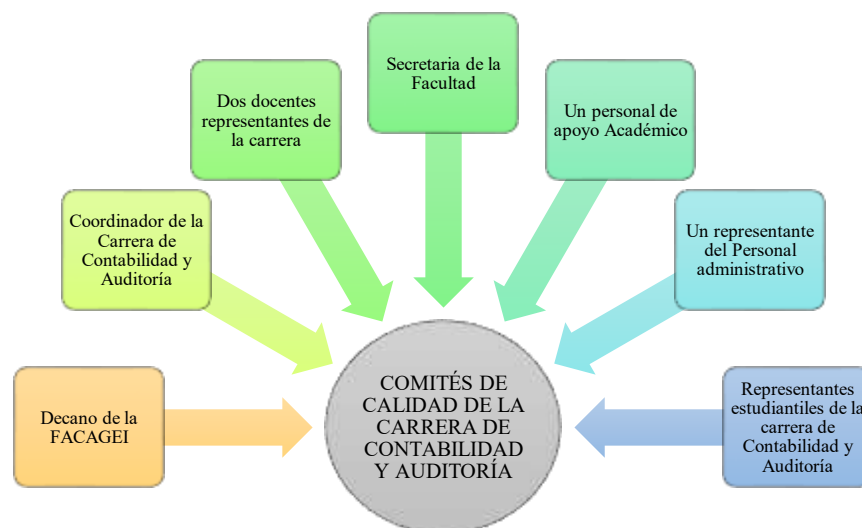 Decano de la
FACAGEI
Coordinador de la
Carrera de
Contabilidad y
Auditoría
Dos docentes
representantes de
la carrera
Secretaria de la
Facultad
Un personal de
apoyo Académico
Un representante
del Personal
administrativo
Representantes
estudiantiles de la
carrera de
Contabilidad y
Auditoría
COMITÉS DE
CALIDAD DE LA
CARRERA DE
CONTABILIDAD
Y AUDITORÍA